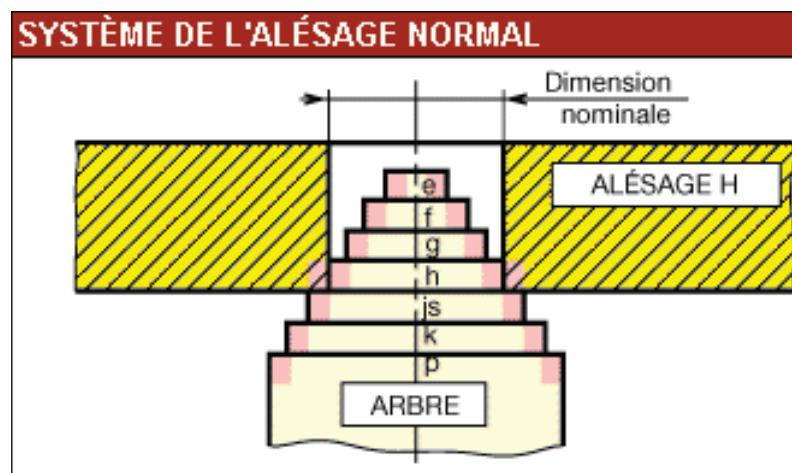 SYSTÈME DE L'ALÉSAGE NORMAL
Dimension
nominale
ALÉSAGE H
e
f
g
h
js
k
p
ARBRE